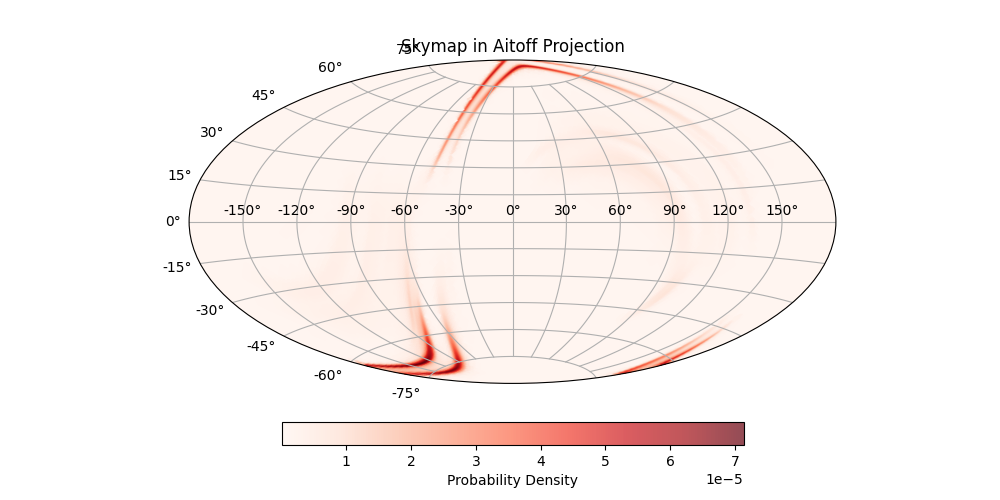 Skymap in Aitoff Projection
75°
60°
45°
30°
15°
0°
-150° -120° -90° -60° -30° 0° 30° 60° 90° 120° 150°
-15°
-30°
-45°
-60°
-75°
1 2 3 4 5 6 7
1e−5
Probability Density